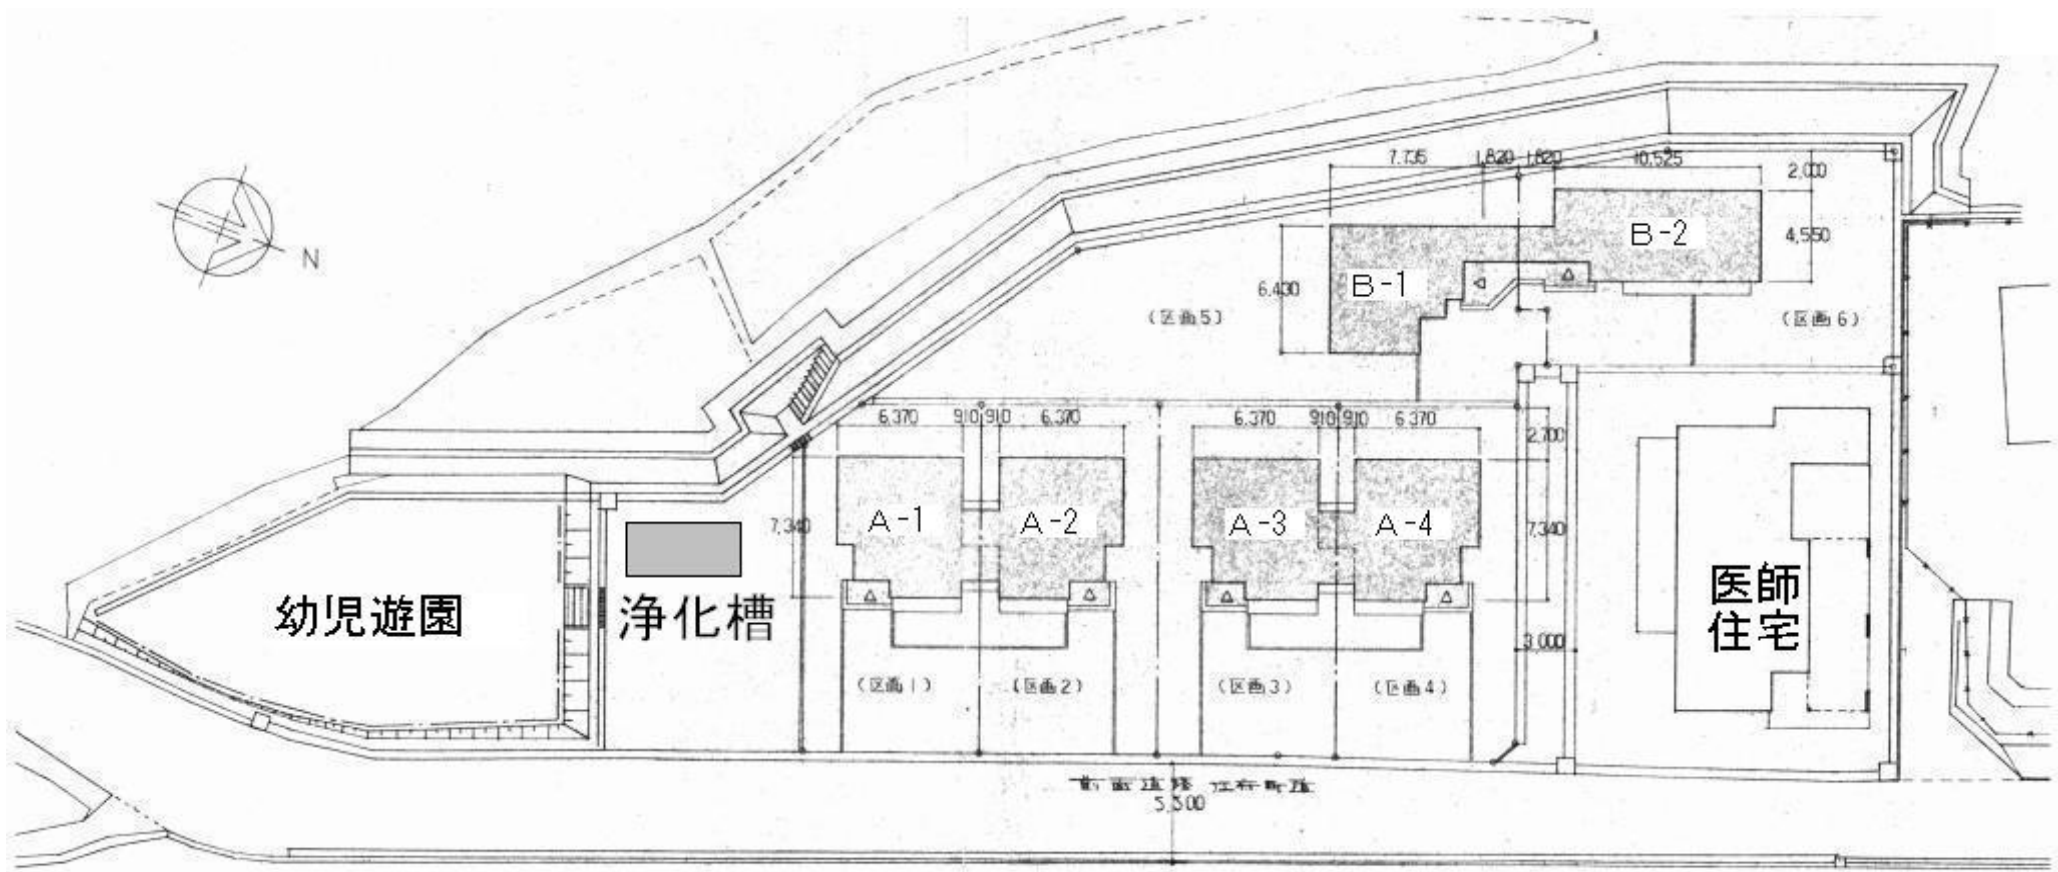 7.735 1.820 1.820 10.525
2.000
B-2
4.550
N
B-1
6.430
(区画5)
(区画6)
6.370 910 910 6.370
6.370 910 910 6.370
2.700
A-1
A-2
A-3
A-4
7.340
7.340
幼児遊園
浄化槽
医師
住宅
3.000
(区画1)
(区画2)
(区画3)
(区画4)
5.500